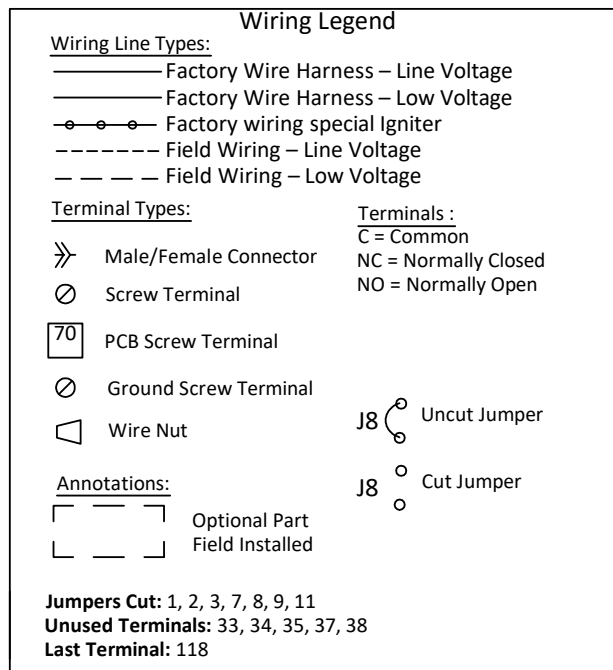 Wiring Legend
Wiring Line Types:
Factory Wire Harness – Line Voltage
Factory Wire Harness – Low Voltage
Factory wiring special Igniter
Field Wiring – Line Voltage
Field Wiring – Low Voltage
Terminal Types:
Male/Female Connector
Screw Terminal
70 PCB Screw Terminal
Ground Screw Terminal
Wire Nut
Terminals :
C = Common
NC = Normally Closed
NO = Normally Open
J8 Uncut Jumper
J8 Cut Jumper
Annotations:
Optional Part
Field Installed
Jumpers Cut: 1, 2, 3, 7, 8, 9, 11
Unused Terminals: 33, 34, 35, 37, 38
Last Terminal: 118